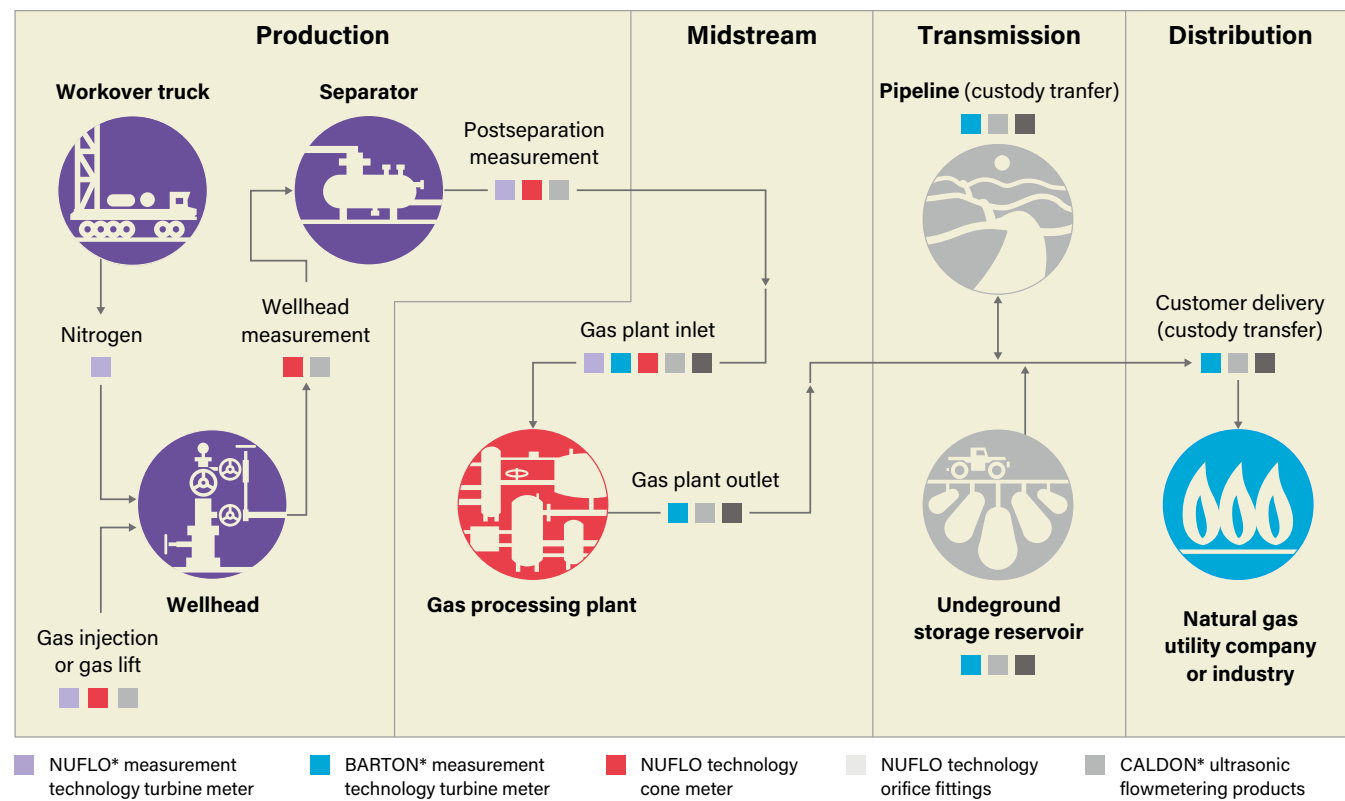 Production
Midstream
Transmission
Distribution
Workover truck
Separator
Pipeline (custody tranfer)
Postseparation
measurement
Nitrogen
Wellhead
measurement
Gas plant inlet
Customer delivery
(custody transfer)
Gas plant outlet
Wellhead
Gas processing plant
Undeground
storage reservoir
Natural gas
utility company
or industry
Gas injection
or gas lift
NUFLO* measurement
technology turbine meter
BARTON* measurement
technology turbine meter
NUFLO technology
cone meter
NUFLO technology
orifice fittings
CALDON* ultrasonic
flowmetering products